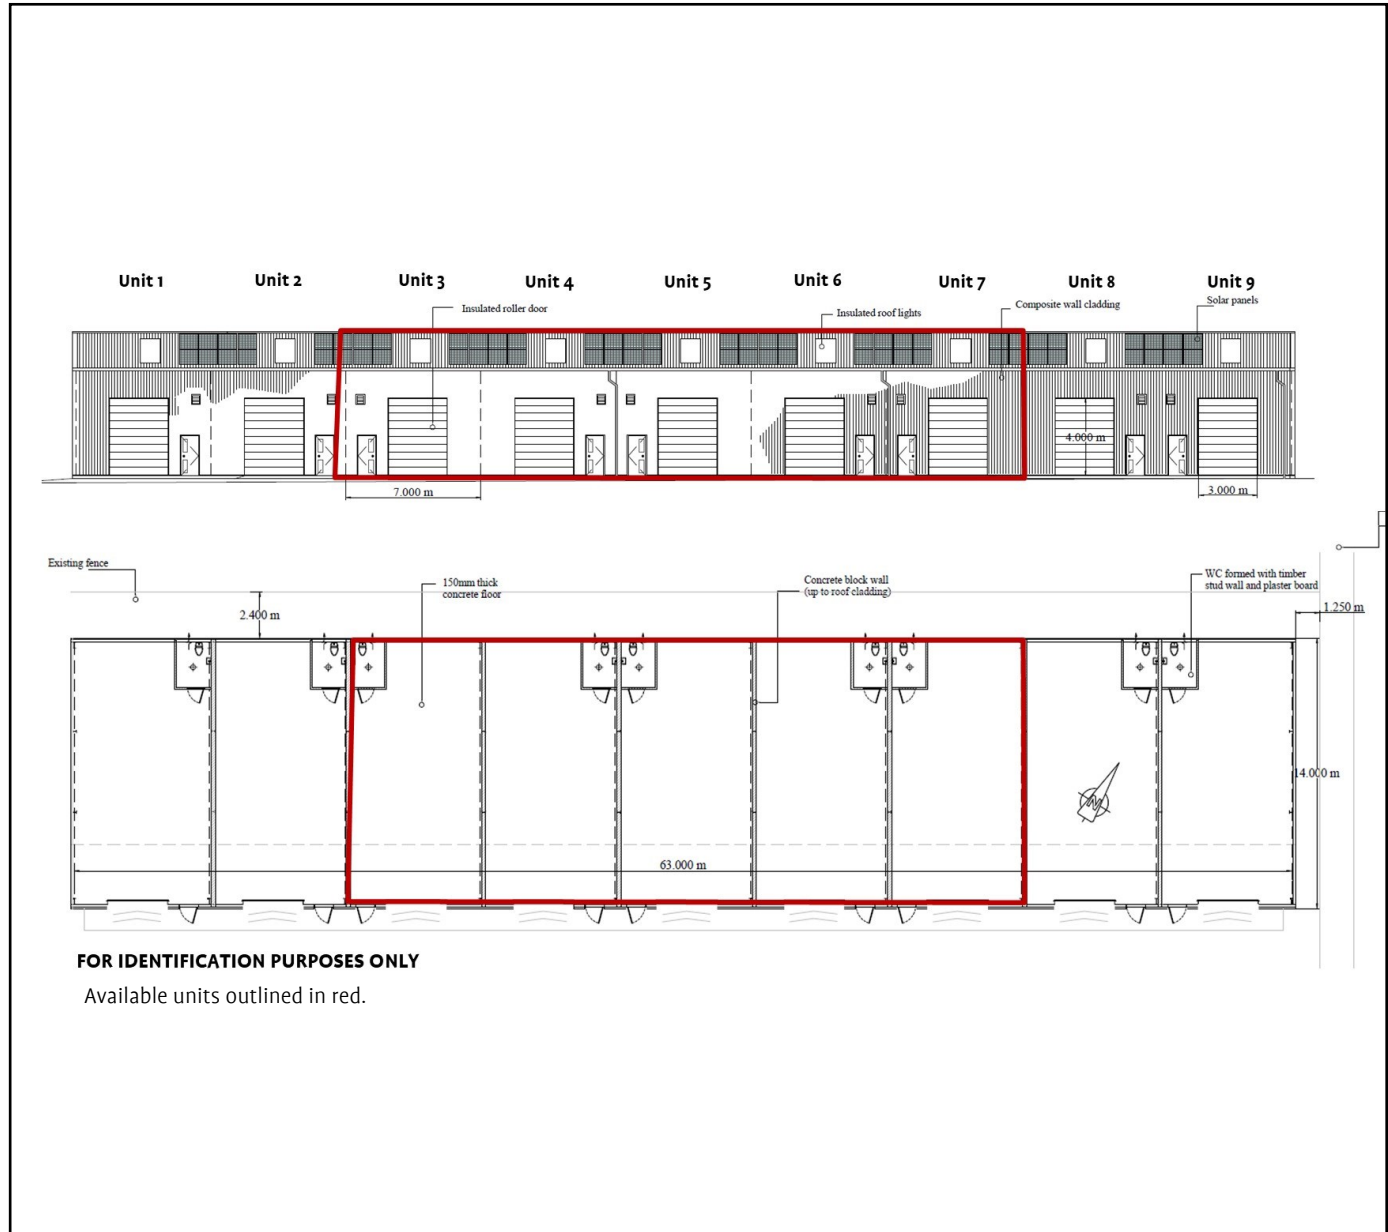 Unit 1
Unit 2
Unit 3
Unit 4
Unit 5
Unit 6
Unit 7
Unit 8
Unit 9
Insulated roller door
Insulated roof lights
Composite wall cladding
Solar panels
4.000 m
7.000 m
3.000 m
Existing fence
2.400 m
150mm thick
concrete floor
Concrete block wall
(up to roof cladding)
WC formed with timber
stud wall and plaster board
1.250 m
14.000 m
63.000 m
FOR IDENTIFICATION PURPOSES ONLY
Available units outlined in red.